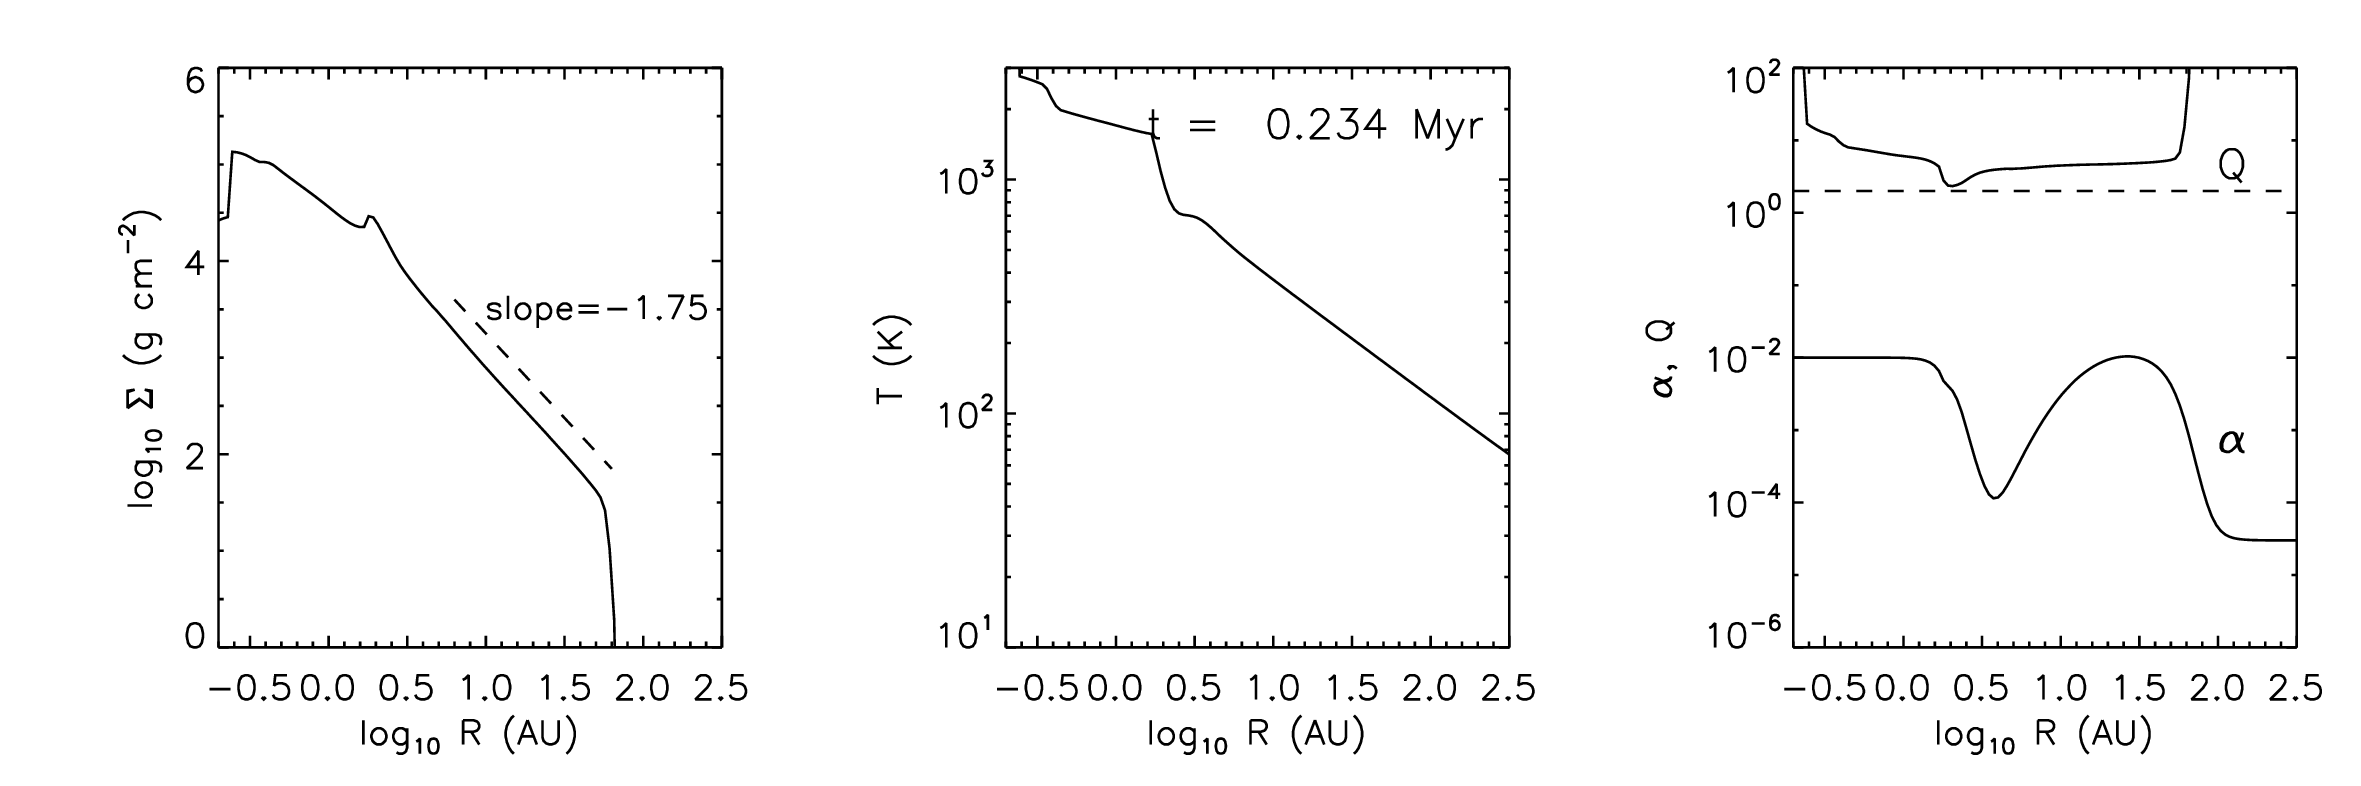 6
4
2
0
log₁₀ Σ (g cm⁻²)
slope=−1.75
−0.5 0.0 0.5 1.0 1.5 2.0 2.5
log₁₀ R (AU)
t = 0.234 Myr
10³
10²
10¹
T (K)
−0.5 0.0 0.5 1.0 1.5 2.0 2.5
log₁₀ R (AU)
10²
10⁰
10⁻²
10⁻⁴
10⁻⁶
α, Q
Q
α
−0.5 0.0 0.5 1.0 1.5 2.0 2.5
log₁₀ R (AU)